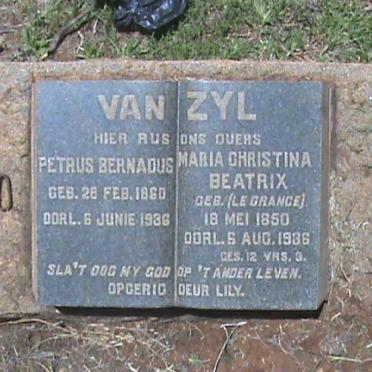 VAN ZYL
HIER RUS ONS OUERS
PETRUS BERNADUS
GEB. 28 FEB. 1860
OORL. 6 JUNIE 1936
MARIA CHRISTINA
BEATRIX
GEB. (LE GRANGE)
18 MEI 1850
OORL. 6 AUG. 1936
GES. 12 VRS. 3.
SLA'T OOG MY GOD OP 'T ANDER LEVEN.
OPGERIG DEUR LILY.